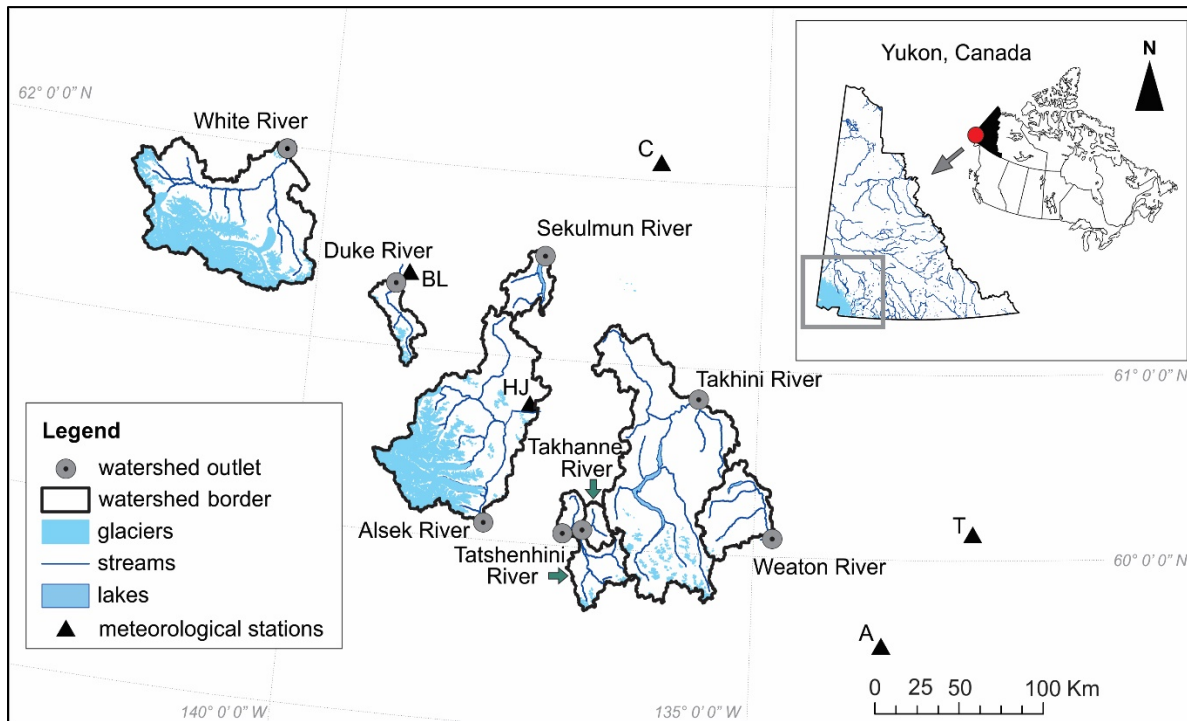 Yukon, Canada
N
62° 0' 0" N
White River
C
Sekulmun River
Duke River
BL
61° 0' 0" N
Takhini River
HJ
Takhanne
River
Legend
watershed outlet
watershed border
glaciers
streams
lakes
meteorological stations
Alsek River
Tatshenhini
River
Weaton River
T
60° 0' 0" N
A
0 25 50 100 Km
140° 0' 0" W
135° 0' 0" W